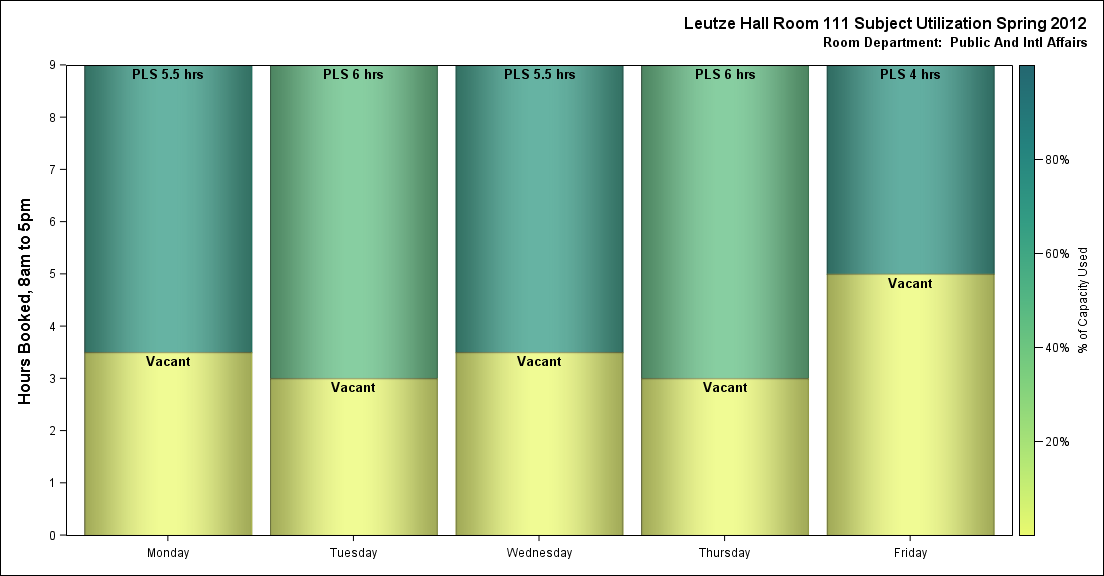 Leutze Hall Room 111 Subject Utilization Spring 2012
Room Department: Public And Intl Affairs
Hours Booked, 8am to 5pm
9
8
7
6
5
4
3
2
1
0
PLS 5.5 hrs
PLS 6 hrs
PLS 5.5 hrs
PLS 6 hrs
PLS 4 hrs
Vacant
Vacant
Vacant
Vacant
Vacant
Monday
Tuesday
Wednesday
Thursday
Friday
80%
60%
40%
20%
% of Capacity Used